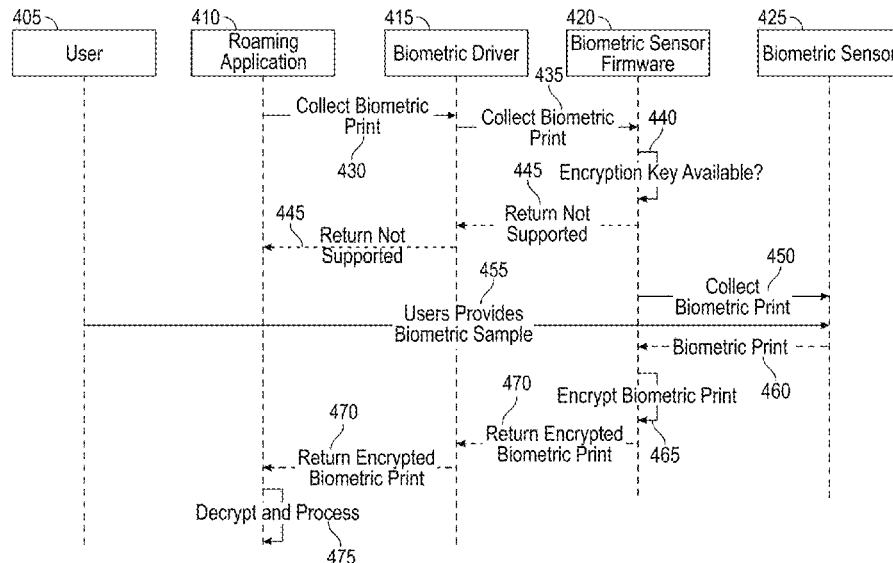 405
410
415
420
425
User
Roaming
Application
Biometric Driver
Biometric Sensor
Firmware
Biometric Sensor
Collect Biometric
Print
430
435
Collect Biometric
Print
440
Encryption Key Available?
445
Return Not
Supported
445
Return Not
Supported
450
Collect
Biometric Print
455
Users Provides
Biometric Sample
Biometric Print
460
Encrypt Biometric Print
465
470
Return Encrypted
Biometric Print
470
Return Encrypted
Biometric Print
Decrypt and Process
475